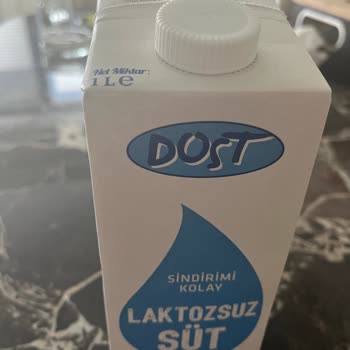 Net Miktar:
1 L e
DOST
SİNDİRİMİ
KOLAY
LAKTOZSUZ
SÜT